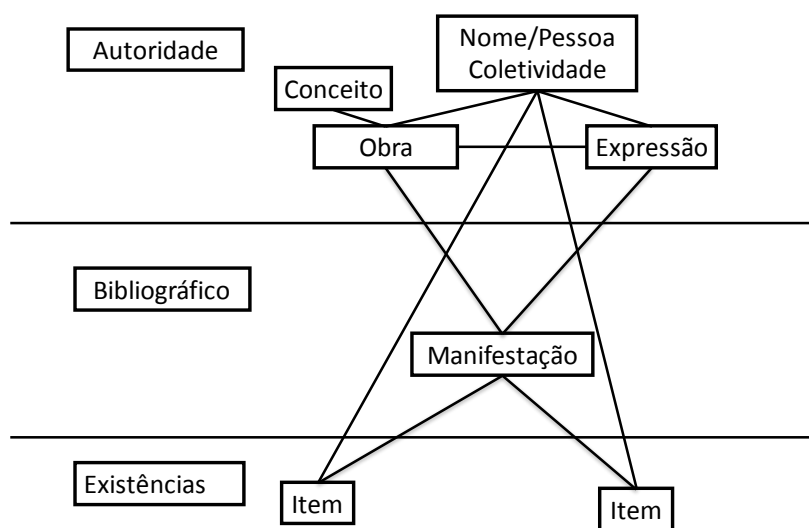 Autoridade
Nome/Pessoa
Coletividade
Conceito
Obra
Expressão
Bibliográfico
Manifestação
Existências
Item
Item